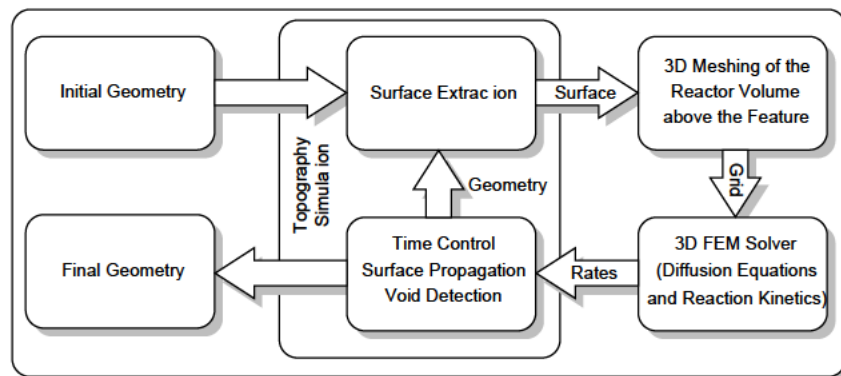 Initial Geometry
Surface Extrac ion
Surface
3D Meshing of the
Reactor Volume
above the Feature
Topography
Simula ion
Geometry
Grid
Final Geometry
Time Control
Surface Propagation
Void Detection
Rates
3D FEM Solver
(Diffusion Equations
and Reaction Kinetics)